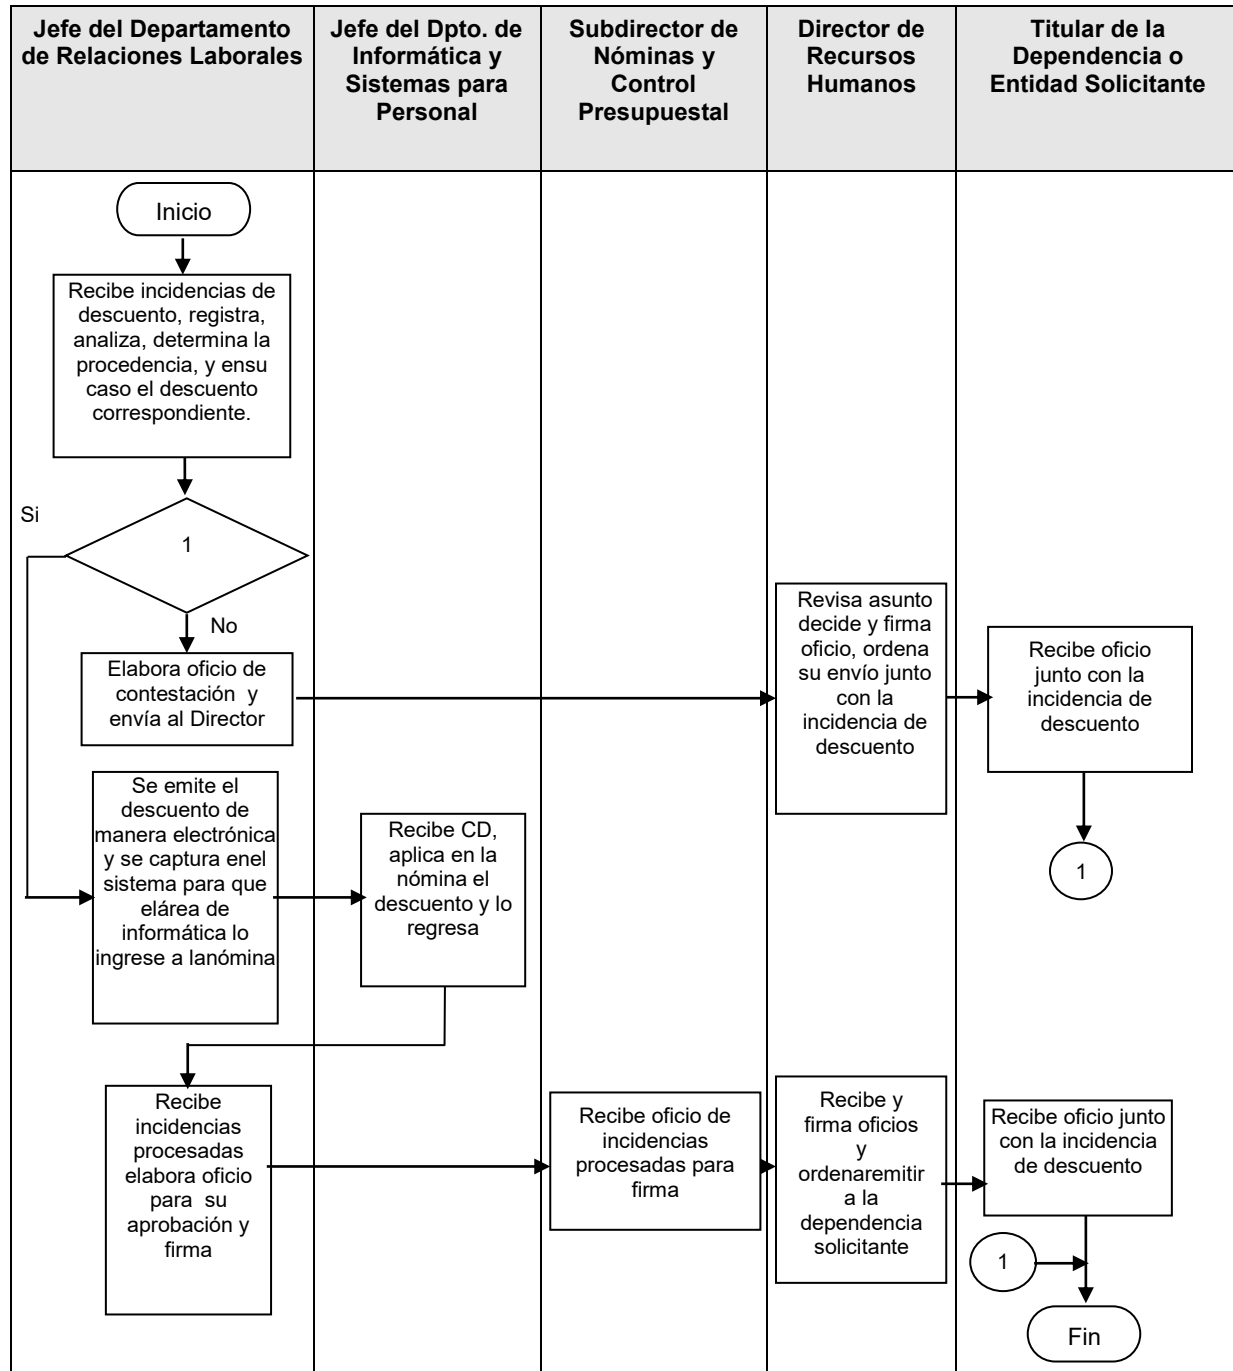 Jefe del Departamento
de Relaciones Laborales
Jefe del Dpto. de
Informática y
Sistemas para
Personal
Subdirector de
Nóminas y
Control
Presupuestal
Director de
Recursos
Humanos
Titular de la
Dependencia o
Entidad Solicitante
Inicio
Recibe incidencias de
descuento, registra,
analiza, determina la
procedencia, y ensu
caso el descuento
correspondiente.
Si
1
No
Elabora oficio de
contestación y
envía al Director
Revisa asunto
decide y firma
oficio, ordena
su envío junto
con la
incidencia de
descuento
Recibe oficio
junto con la
incidencia de
descuento
1
Se emite el
descuento de
manera electrónica
y se captura enel
sistema para que
elárea de
informática lo
ingrese a lanómina
Recibe CD,
aplica en la
nómina el
descuento y lo
regresa
Recibe
incidencias
procesadas
elabora oficio
para su
aprobación y
firma
Recibe oficio de
incidencias
procesadas para
firma
Recibe y
firma oficios
y
ordenaremitir
a la
dependencia
solicitante
Recibe oficio junto
con la incidencia
de descuento
1
Fin